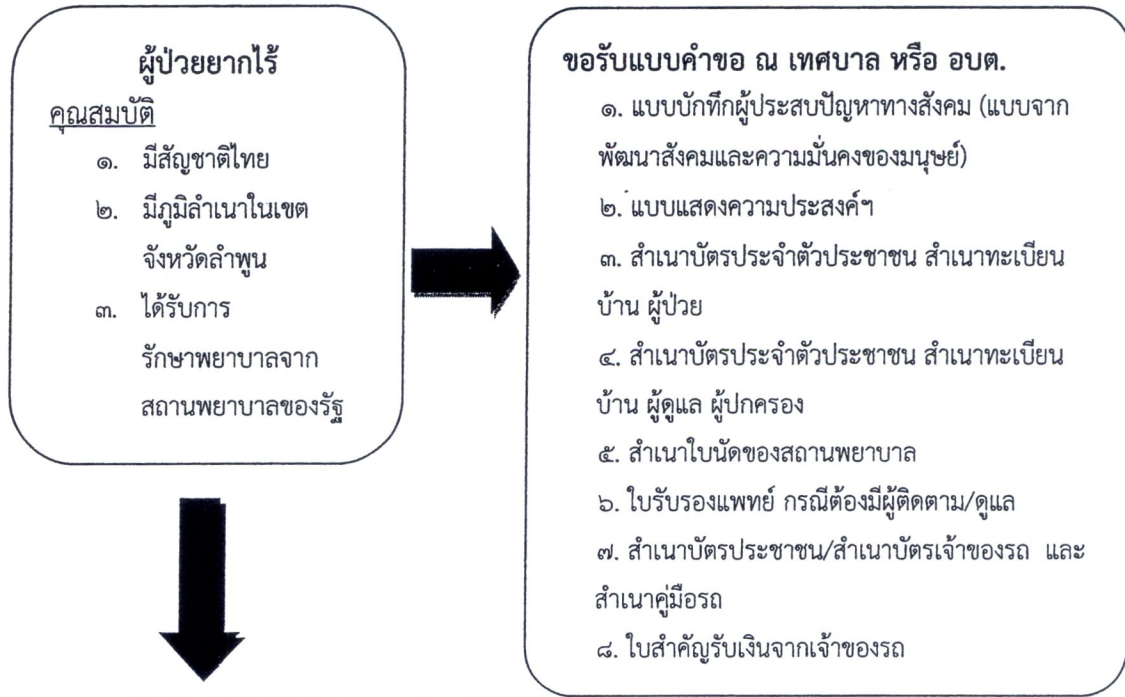 ผู้ป่วยยากไร้
คุณสมบัติ
๑. มีสัญชาติไทย
๒. มีภูมิลำเนาในเขต
จังหวัดลำพูน
๓. ได้รับการ
รักษาพยาบาลจาก
สถานพยาบาลของรัฐ
ขอรับแบบคำขอ ณ เทศบาล หรือ อบต.
๑. แบบบักทึกผู้ประสบปัญหาทางสังคม (แบบจาก
พัฒนาสังคมและความมั่นคงของมนุษย์)
๒. แบบแสดงความประสงค์ฯ
๓. สำเนาบัตรประจำตัวประชาชน สำเนาทะเบียน
บ้าน ผู้ป่วย
๔. สำเนาบัตรประจำตัวประชาชน สำเนาทะเบียน
บ้าน ผู้ดูแล ผู้ปกครอง
๕. สำเนาใบนัดของสถานพยาบาล
๖. ใบรับรองแพทย์ กรณีต้องมีผู้ติดตาม/ดูแล
๗. สำเนาบัตรประชาชน/สำเนาบัตรเจ้าของรถ และ
สำเนาคู่มือรถ
๘. ใบสำคัญรับเงินจากเจ้าของรถ